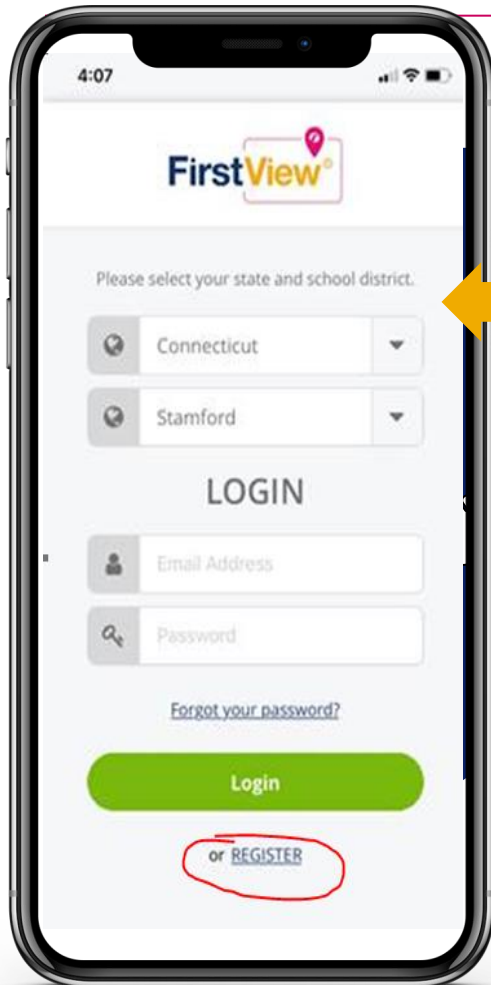 4:07
FirstView®
Please select your state and school district.
Connecticut
Stamford
LOGIN
Email Address
Password
Forgot your password?
Login
or REGISTER